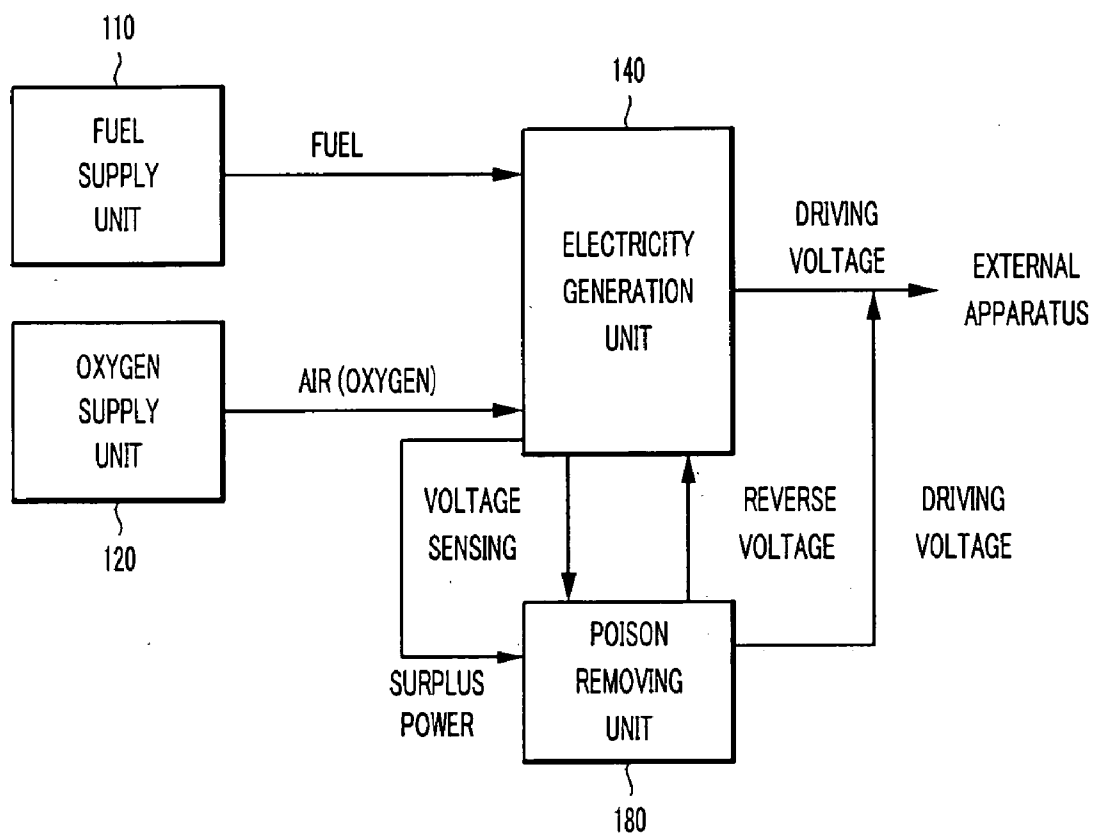 110
FUEL
SUPPLY
UNIT
FUEL
140
ELECTRICITY
GENERATION
UNIT
DRIVING
VOLTAGE
EXTERNAL
APPARATUS
OXYGEN
SUPPLY
UNIT
120
AIR (OXYGEN)
VOLTAGE
SENSING
REVERSE
VOLTAGE
DRIVING
VOLTAGE
SURPLUS
POWER
POISON
REMOVING
UNIT
180